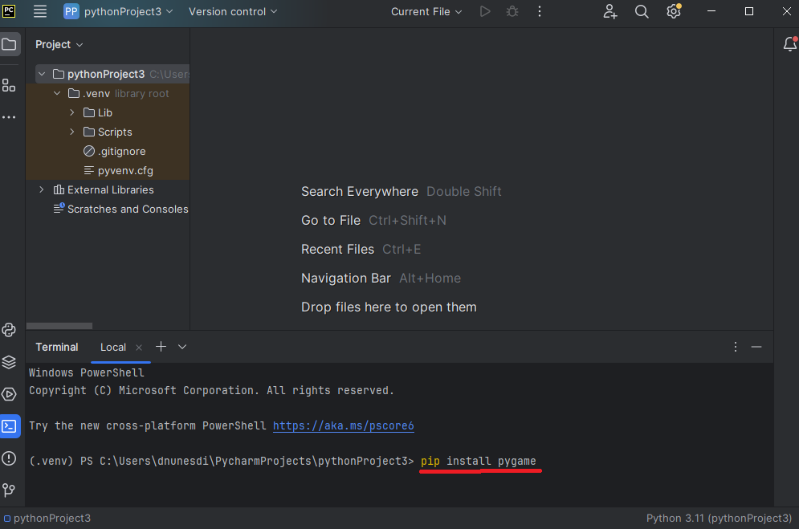 PC
PP pythonProject3 Version control Current File
Project
pythonProject3 C:\Users
.venv library root
Lib
Scripts
.gitignore
pyvenv.cfg
External Libraries
Scratches and Consoles
Search Everywhere Double Shift
Go to File Ctrl+Shift+N
Recent Files Ctrl+E
Navigation Bar Alt+Home
Drop files here to open them
Terminal Local
Windows PowerShell
Copyright (C) Microsoft Corporation. All rights reserved.
Try the new cross-platform PowerShell https://aka.ms/pscore6
(.venv) PS C:\Users\dnunesdi\PycharmProjects\pythonProject3> pip install pygame
pythonProject3 Python 3.11 (pythonProject3)